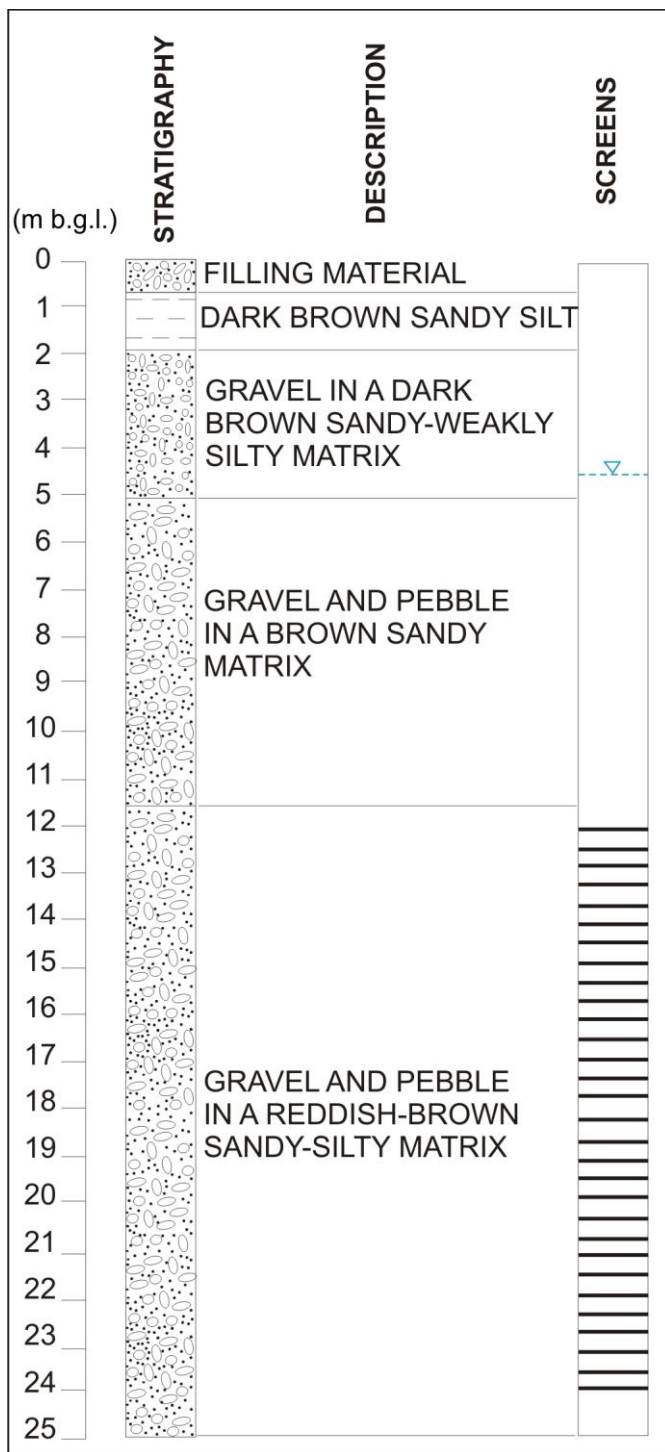 STRATIGRAPHY
DESCRIPTION
SCREENS
(m b.g.l.)
0
FILLING MATERIAL
1
DARK BROWN SANDY SILT
2
3
GRAVEL IN A DARK
BROWN SANDY-WEAKLY
SILTY MATRIX
4
5
6
7
GRAVEL AND PEBBLE
IN A BROWN SANDY
MATRIX
8
9
10
11
12
13
14
15
16
17
GRAVEL AND PEBBLE
IN A REDDISH-BROWN
SANDY-SILTY MATRIX
18
19
20
21
22
23
24
25